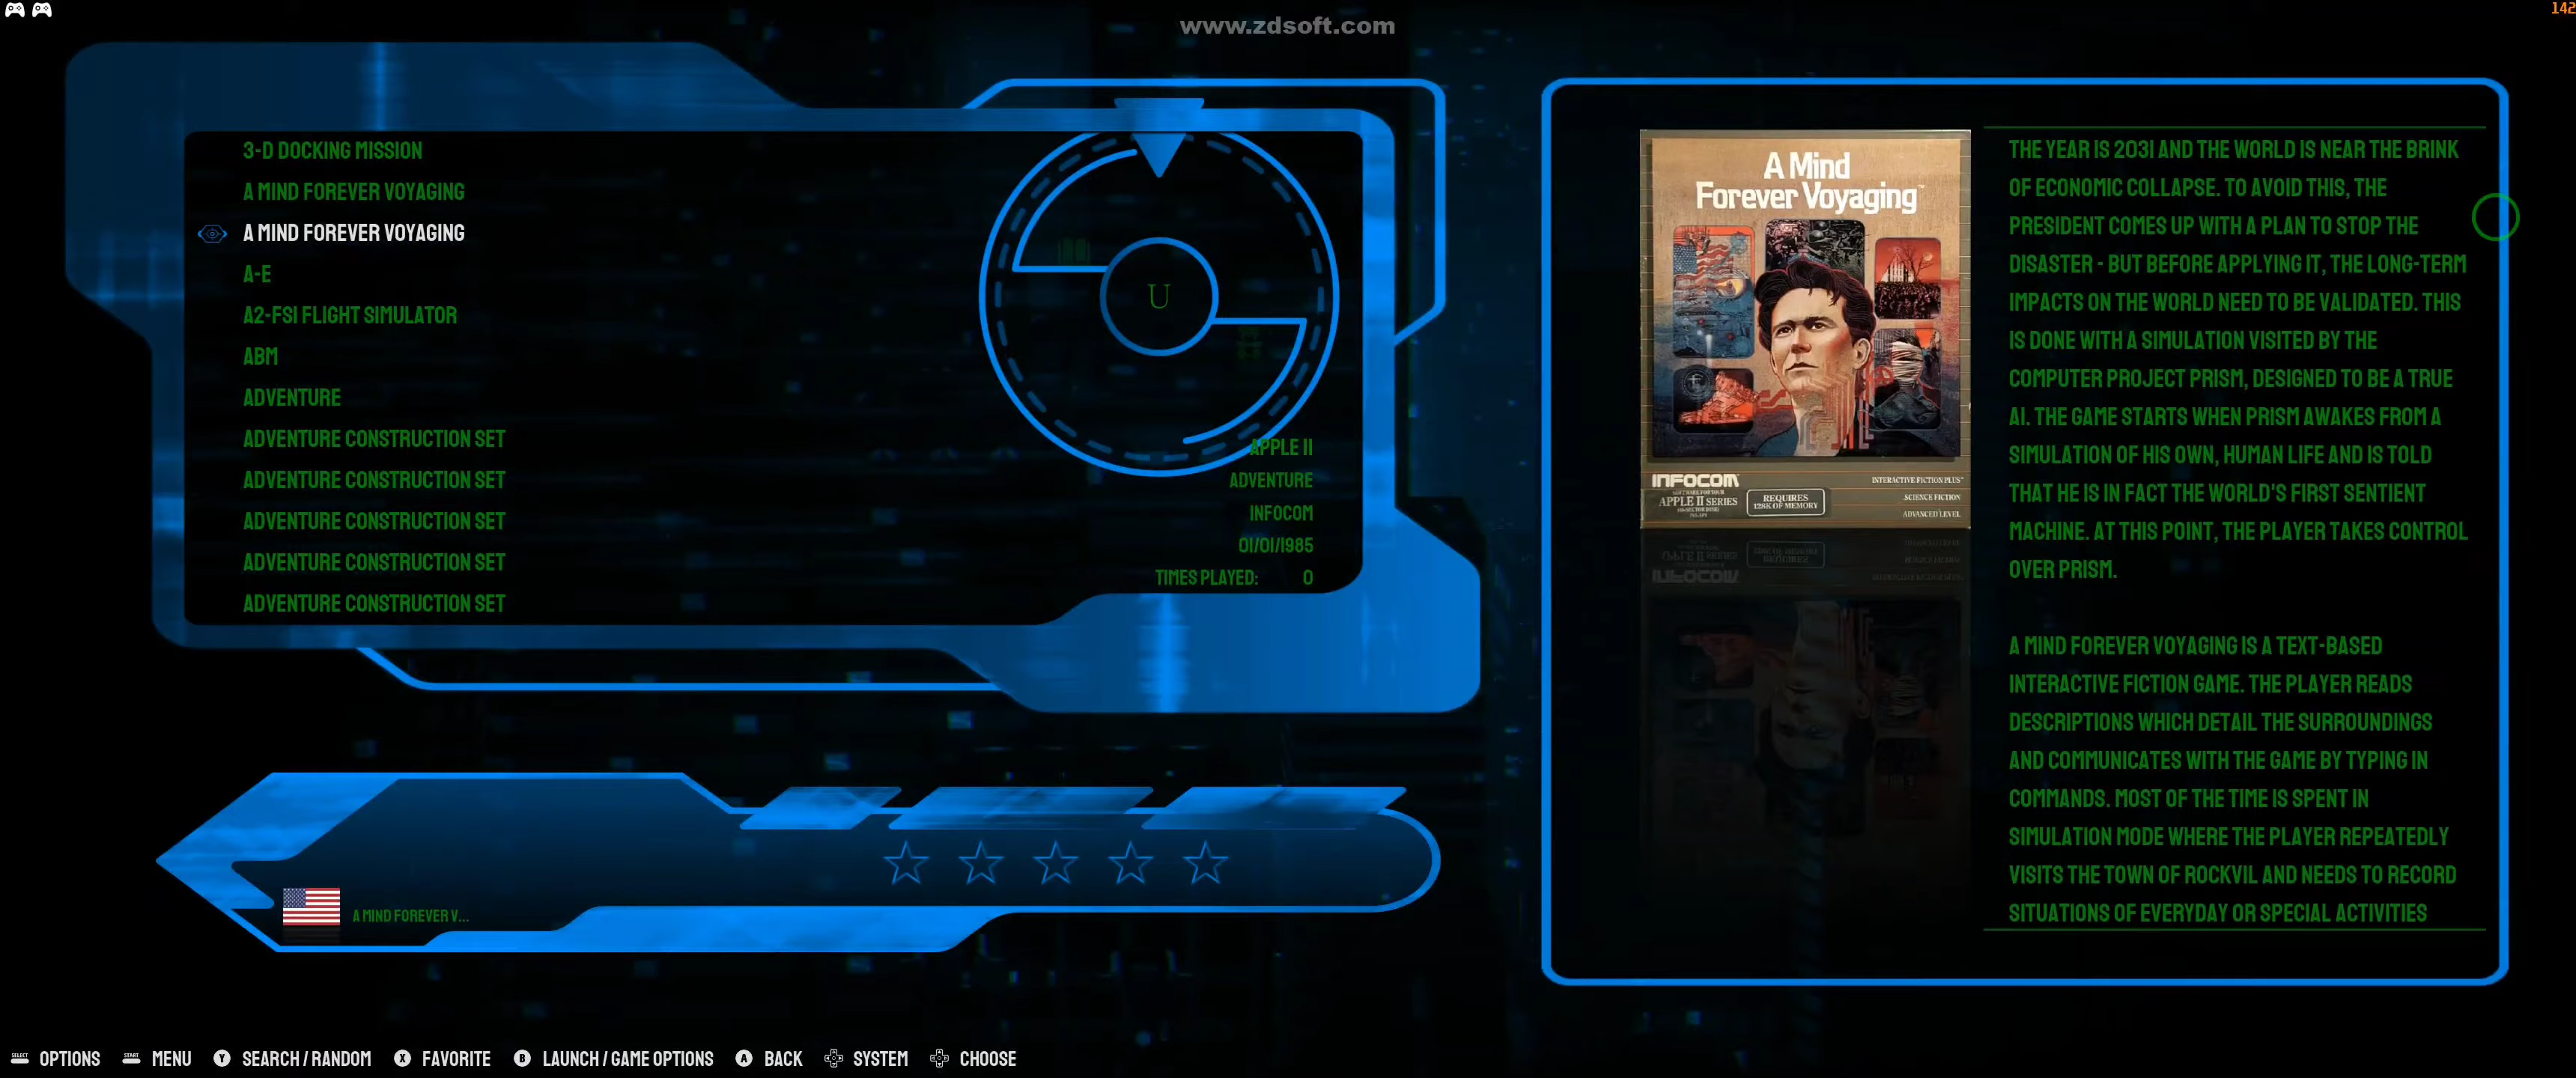 www.zdsoft.com
142
3-D DOCKING MISSION
A MIND FOREVER VOYAGING
A MIND FOREVER VOYAGING
A-E
A2-FS1 FLIGHT SIMULATOR
ABM
ADVENTURE
ADVENTURE CONSTRUCTION SET
ADVENTURE CONSTRUCTION SET
ADVENTURE CONSTRUCTION SET
ADVENTURE CONSTRUCTION SET
ADVENTURE CONSTRUCTION SET
U
APPLE II
ADVENTURE
INFOCOM
01/01/1985
TIMES PLAYED: 0
A Mind
Forever Voyaging
INFOCOM
INTERACTIVE FICTION PLUS
APPLE II SERIES
REQUIRES
128K OF MEMORY
SCIENCE FICTION
ADVANCED LEVEL
THE YEAR IS 2031 AND THE WORLD IS NEAR THE BRINK
OF ECONOMIC COLLAPSE. TO AVOID THIS, THE
PRESIDENT COMES UP WITH A PLAN TO STOP THE
DISASTER - BUT BEFORE APPLYING IT, THE LONG-TERM
IMPACTS ON THE WORLD NEED TO BE VALIDATED. THIS
IS DONE WITH A SIMULATION VISITED BY THE
COMPUTER PROJECT PRISM, DESIGNED TO BE A TRUE
AI. THE GAME STARTS WHEN PRISM AWAKES FROM A
SIMULATION OF HIS OWN, HUMAN LIFE AND IS TOLD
THAT HE IS IN FACT THE WORLD'S FIRST SENTIENT
MACHINE. AT THIS POINT, THE PLAYER TAKES CONTROL
OVER PRISM.
A MIND FOREVER VOYAGING IS A TEXT-BASED
INTERACTIVE FICTION GAME. THE PLAYER READS
DESCRIPTIONS WHICH DETAIL THE SURROUNDINGS
AND COMMUNICATES WITH THE GAME BY TYPING IN
COMMANDS. MOST OF THE TIME IS SPENT IN
SIMULATION MODE WHERE THE PLAYER REPEATEDLY
VISITS THE TOWN OF ROCKVIL AND NEEDS TO RECORD
SITUATIONS OF EVERYDAY OR SPECIAL ACTIVITIES
A MIND FOREVER V...
SELECT OPTIONS START MENU Y SEARCH / RANDOM X FAVORITE B LAUNCH / GAME OPTIONS A BACK SYSTEM CHOOSE